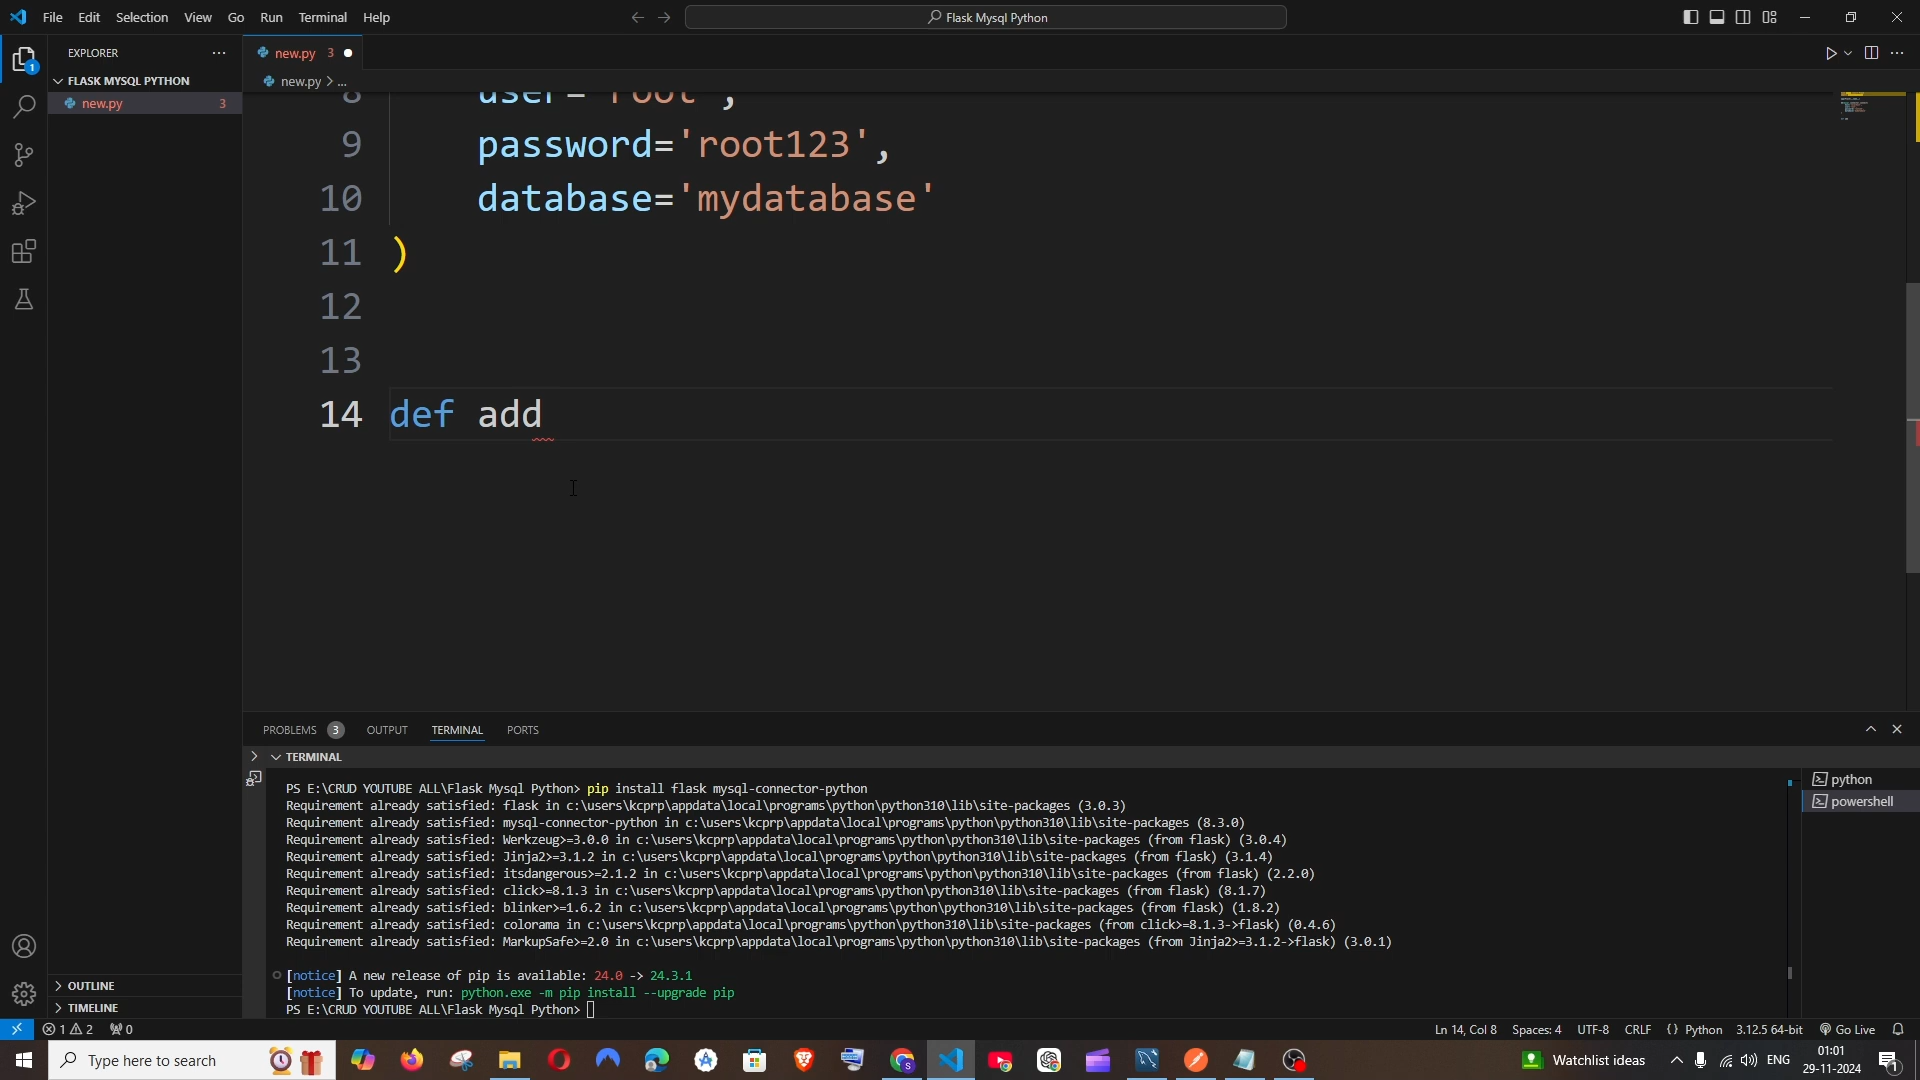 File Edit Selection View Go Run Terminal Help
Flask Mysql Python
EXPLORER
new.py 3
FLASK MYSQL PYTHON
new.py > ...
new.py 3
8 user='root',
9 password='root123',
10 database='mydatabase'
11 )
12
13
14 def add
PROBLEMS 3 OUTPUT TERMINAL PORTS
TERMINAL
PS E:\CRUD YOUTUBE ALL\Flask Mysql Python> pip install flask mysql-connector-python
Requirement already satisfied: flask in c:\users\kcprp\appdata\local\programs\python\python310\lib\site-packages (3.0.3)
Requirement already satisfied: mysql-connector-python in c:\users\kcprp\appdata\local\programs\python\python310\lib\site-packages (8.3.0)
Requirement already satisfied: Werkzeug>=3.0.0 in c:\users\kcprp\appdata\local\programs\python\python310\lib\site-packages (from flask) (3.0.4)
Requirement already satisfied: Jinja2>=3.1.2 in c:\users\kcprp\appdata\local\programs\python\python310\lib\site-packages (from flask) (3.1.4)
Requirement already satisfied: itsdangerous>=2.1.2 in c:\users\kcprp\appdata\local\programs\python\python310\lib\site-packages (from flask) (2.2.0)
Requirement already satisfied: click>=8.1.3 in c:\users\kcprp\appdata\local\programs\python\python310\lib\site-packages (from flask) (8.1.7)
Requirement already satisfied: blinker>=1.6.2 in c:\users\kcprp\appdata\local\programs\python\python310\lib\site-packages (from flask) (1.8.2)
Requirement already satisfied: colorama in c:\users\kcprp\appdata\local\programs\python\python310\lib\site-packages (from click>=8.1.3->flask) (0.4.6)
Requirement already satisfied: MarkupSafe>=2.0 in c:\users\kcprp\appdata\local\programs\python\python310\lib\site-packages (from Jinja2>=3.1.2->flask) (3.0.1)
[notice] A new release of pip is available: 24.0 -> 24.3.1
[notice] To update, run: python.exe -m pip install --upgrade pip
PS E:\CRUD YOUTUBE ALL\Flask Mysql Python>
python
powershell
OUTLINE
TIMELINE
1 2 0
Ln 14, Col 8 Spaces: 4 UTF-8 CRLF {} Python 3.12.5 64-bit Go Live
Type here to search
Watchlist ideas
ENG
01:01
29-11-2024